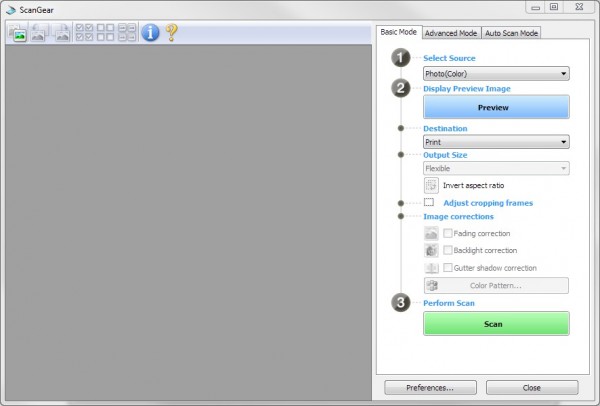 ScanGear
Basic Mode Advanced Mode Auto Scan Mode
1 Select Source
Photo(Color)
2 Display Preview Image
Preview
Destination
Print
Output Size
Flexible
Invert aspect ratio
Adjust cropping frames
Image corrections
Fading correction
Backlight correction
Gutter shadow correction
Color Pattern...
3 Perform Scan
Scan
Preferences... Close